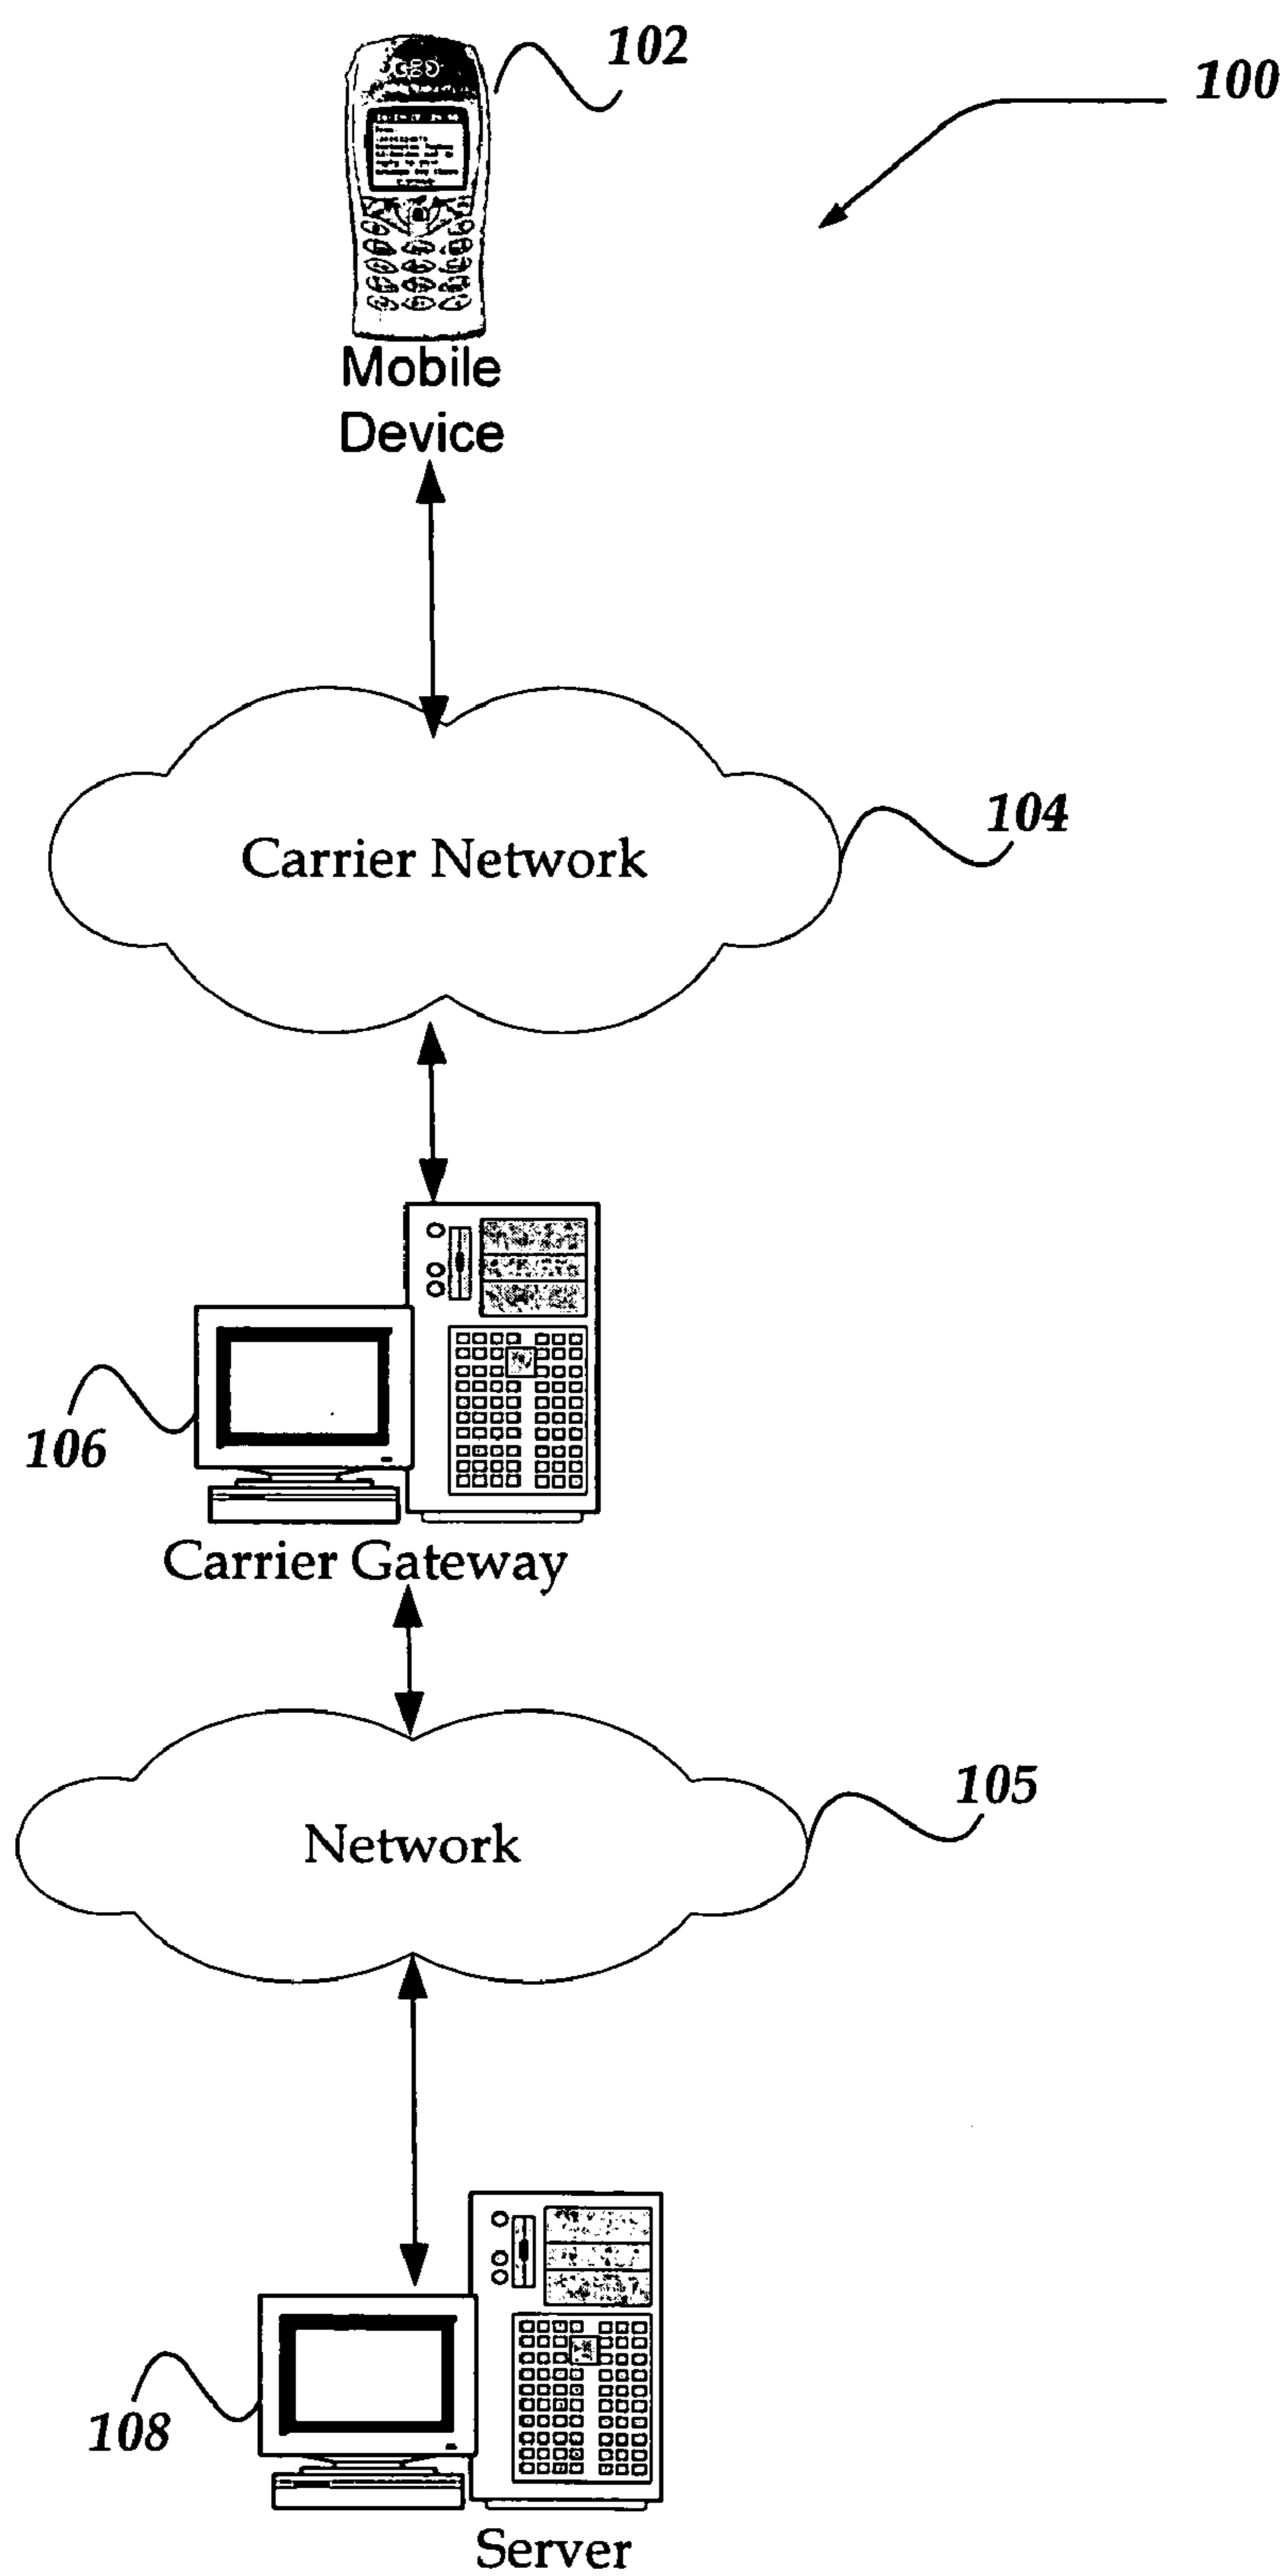 102
100
Mobile
Device
Carrier Network
104
106
Carrier Gateway
Network
105
108
Server